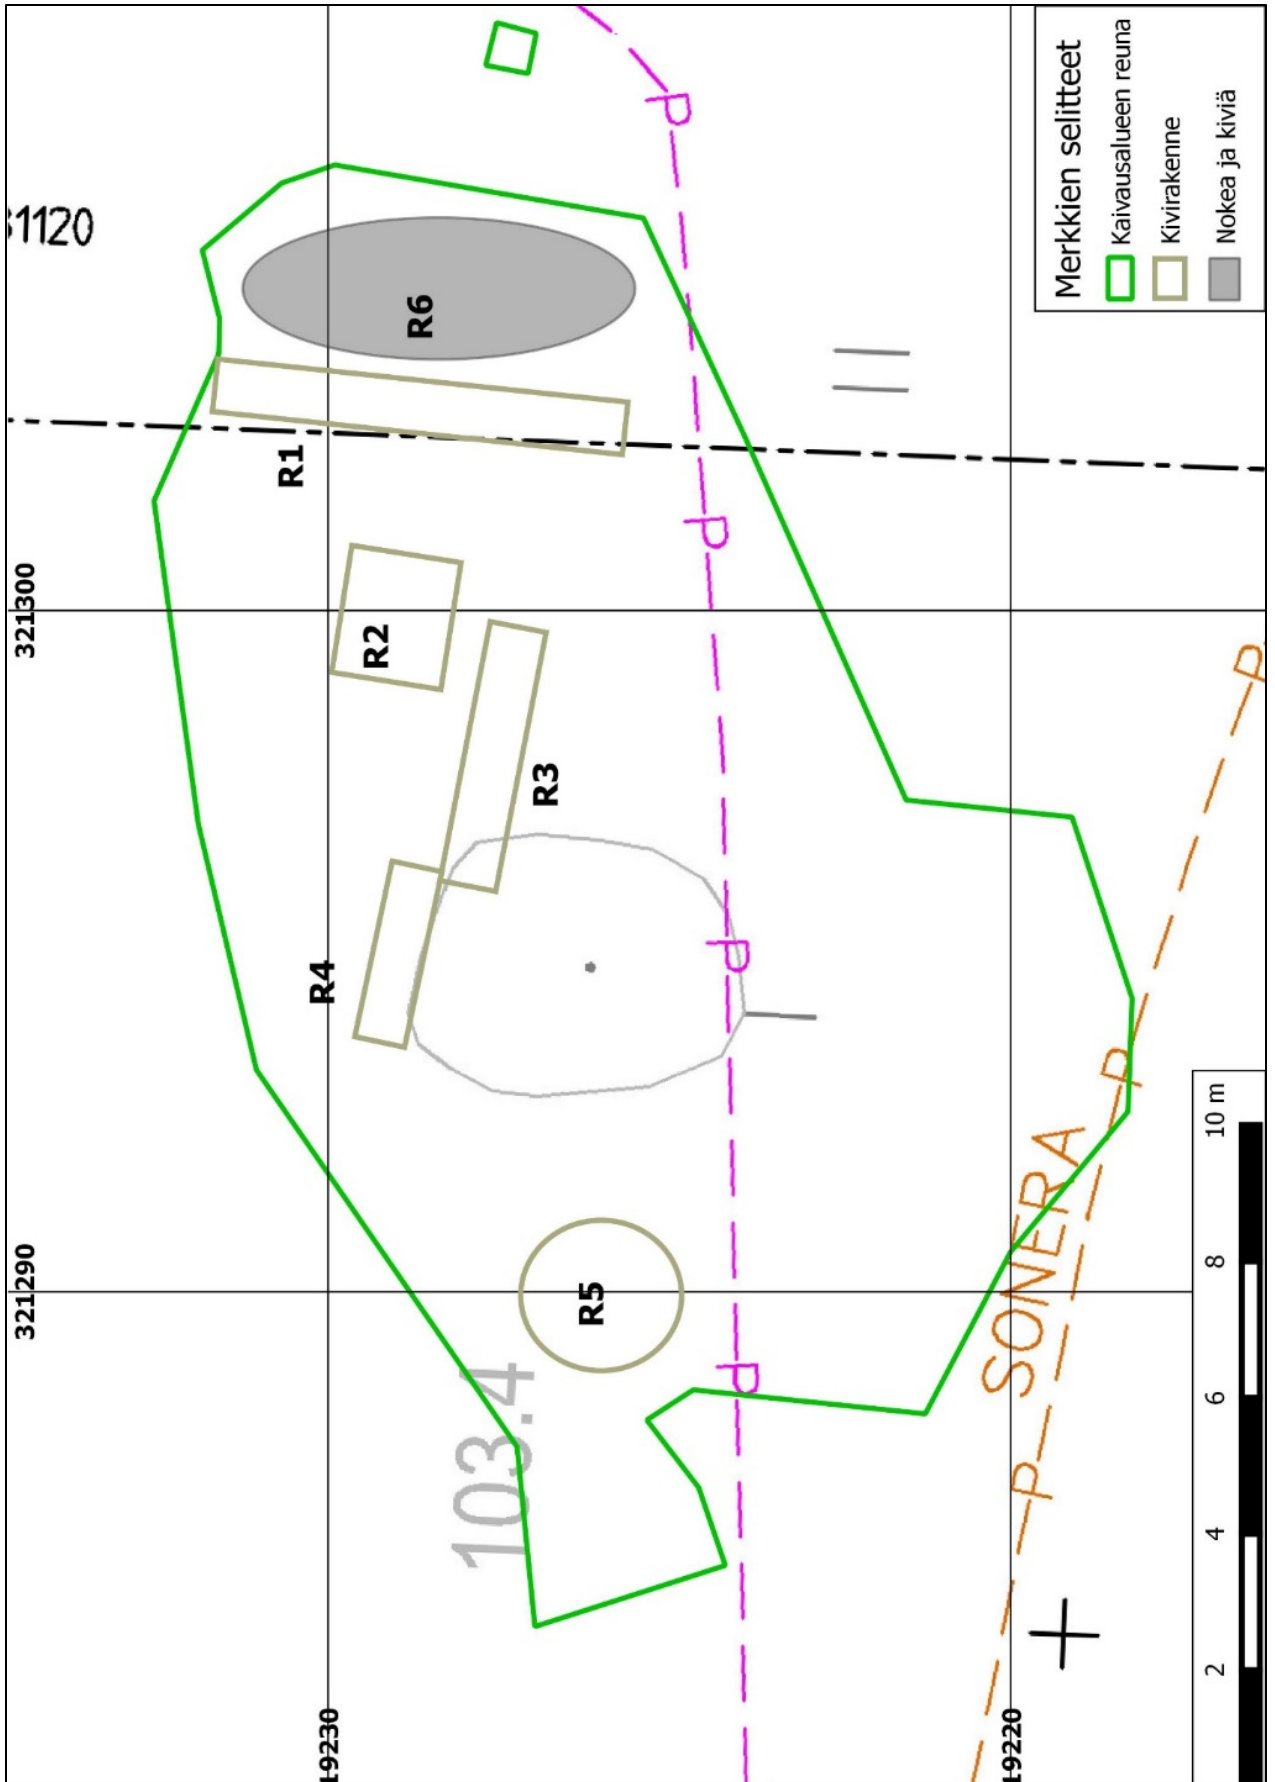 Merkkien selitteet
Kaivausalueen reuna
Kivirakenne
Nokea ja kiviä
1120
R6
R1
R2
R3
R4
R5
321300
321290
19230
19220
103.4
SONERA
P
P
P
P
P
P
P
2
4
6
8
10 m